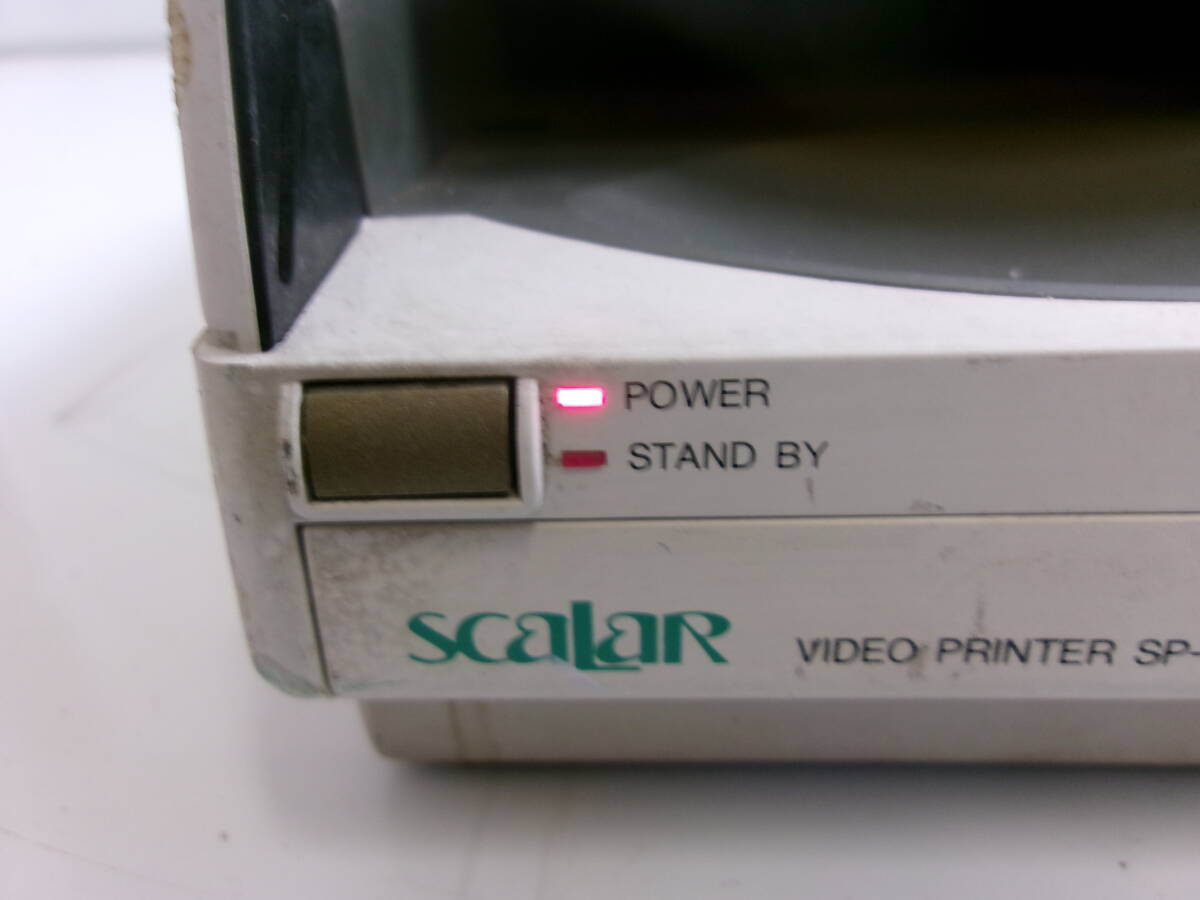 POWER
STAND BY
SCALAR VIDEO PRINTER SP-